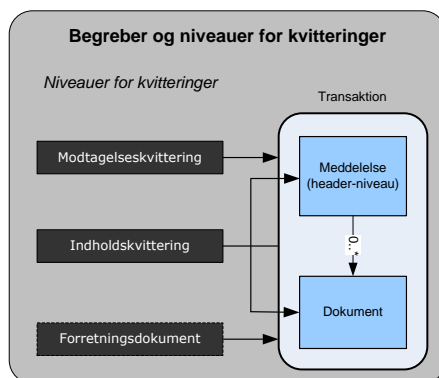 Begreber og niveauer for kvitteringer
Niveauer for kvitteringer
Transaktion
Modtagelseskvittering
Meddelelse
(header-niveau)
Indholdskvittering
0..*
Dokument
Forretningsdokument